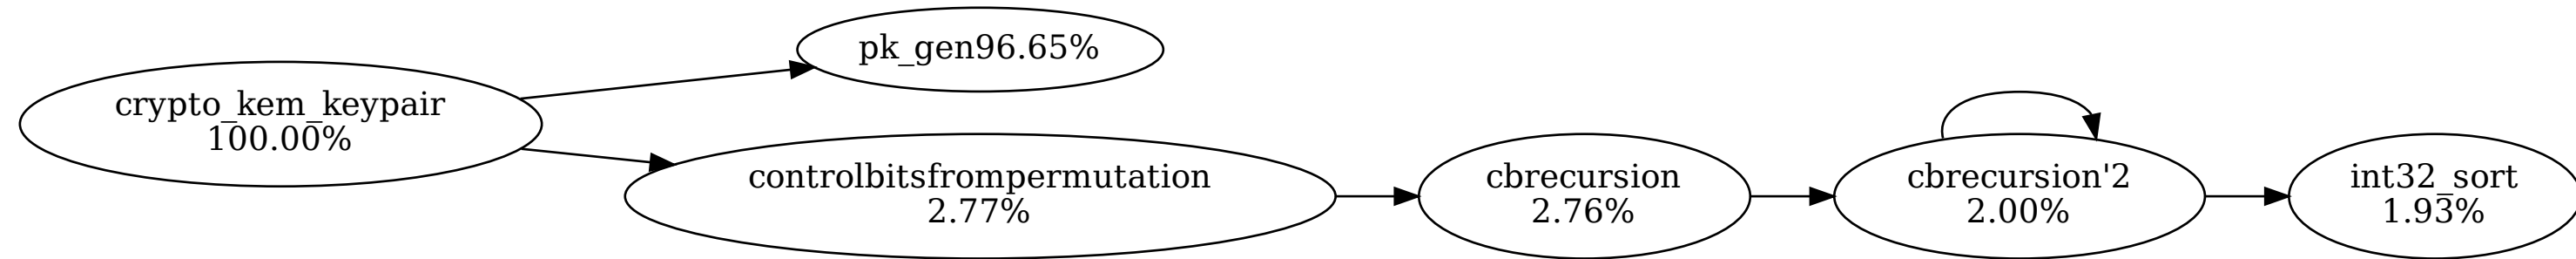 crypto_kem_keypair
100.00%
pk_gen96.65%
controlbitsfrompermutation
2.77%
cbrecursion
2.76%
cbrecursion'2
2.00%
int32_sort
1.93%